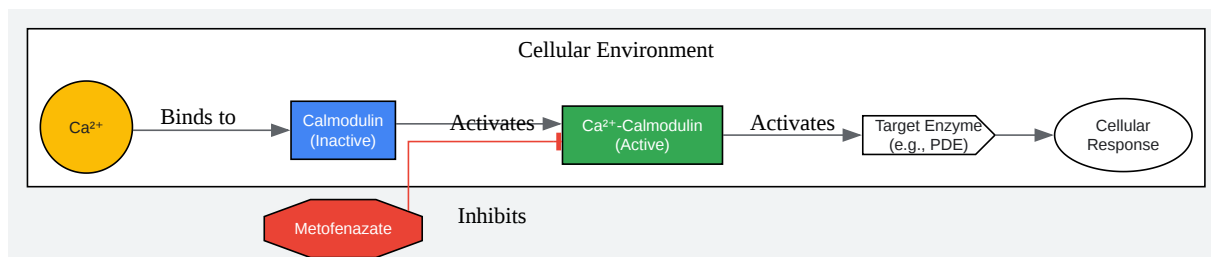 Cellular Environment
Ca²⁺
Binds to
Calmodulin
(Inactive)
Activates
Ca²⁺-Calmodulin
(Active)
Activates
Target Enzyme
(e.g., PDE)
Cellular
Response
Metofenazate
Inhibits